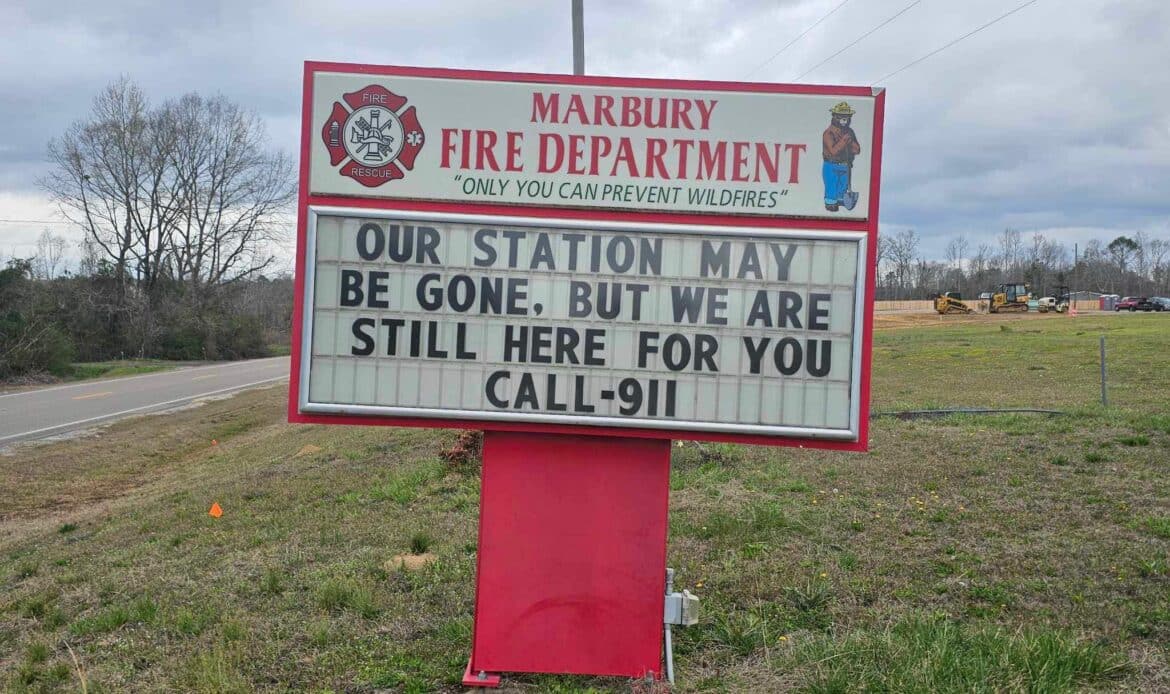 FIRE
RESCUE
MARBURY
FIRE DEPARTMENT
"ONLY YOU CAN PREVENT WILDFIRES"
OUR STATION MAY
BE GONE, BUT WE ARE
STILL HERE FOR YOU
CALL-911